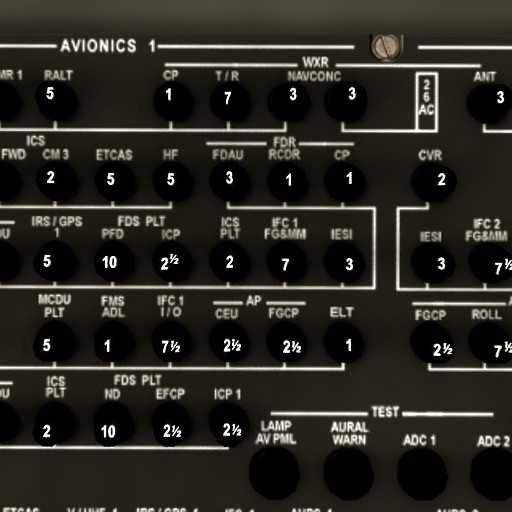 AVIONICS 1
WXR
MR 1 RALT CP T/R NAVCONC ANT
5 1 7 3 3 26 AC 3
ICS FDR
FWD CM 3 ETCAS HF FDAU RCDR CP CVR
2 5 5 3 1 1 2
IRS/GPS FDS PLT ICS IFC 1 IFC 2
DU 1 PFD ICP PLT FG&MM IESI IESI FG&MM
5 10 2½ 2 7 3 3 7½
MCDU FMS IFC 1 AP
PLT ADL I/O CEU FGCP ELT FGCP ROLL
5 1 7½ 2½ 2½ 1 2½ 7½
ICS FDS PLT
DU PLT ND EFCP ICP 1
2 10 2½ 2½
TEST
LAMP AURAL
AV PML WARN ADC 1 ADC 2